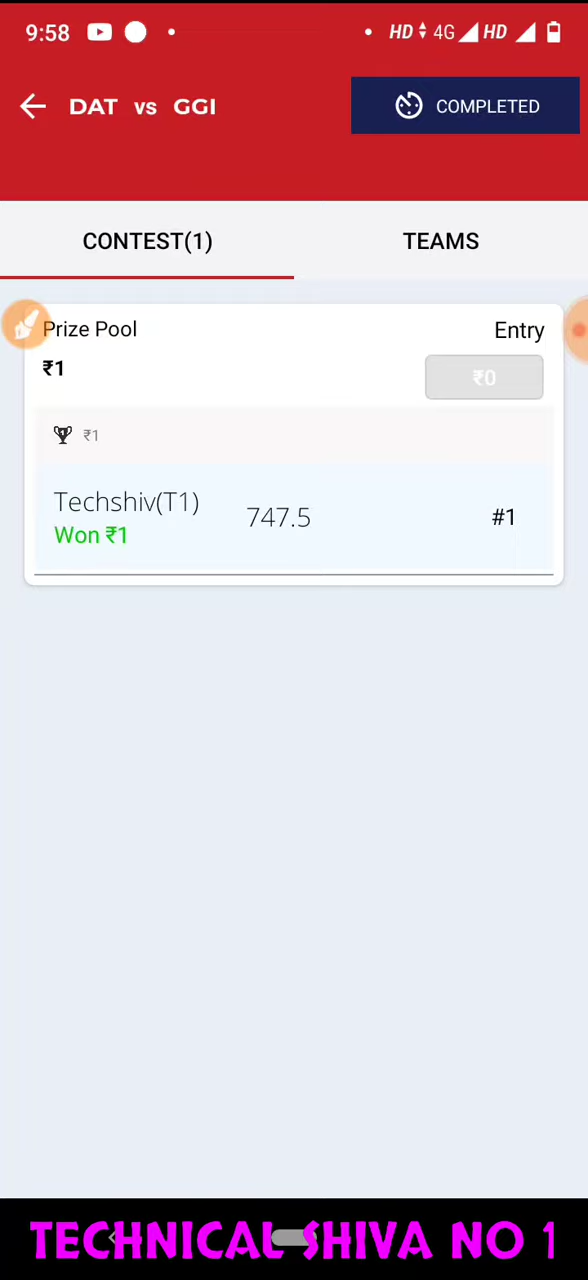 9:58 HD 4G HD
DAT vs GGI COMPLETED
CONTEST(1) TEAMS
Prize Pool Entry
₹1 ₹0
₹1
Techshiv(T1) 747.5 #1
Won ₹1
TECHNICAL SHIVA NO 1